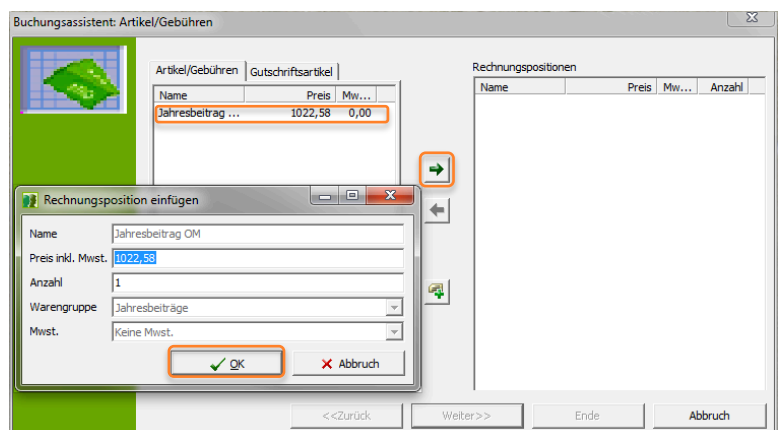 Buchungsassistent: Artikel/Gebühren
Artikel/Gebühren Gutschriftsartikel
Name Preis Mw...
Jahresbeitrag ... 1022,58 0,00
Rechnungspositionen
Name Preis Mw... Anzahl
Rechnungsposition einfügen
Name Jahresbeitrag OM
Preis inkl. Mwst. 1022,58
Anzahl 1
Warengruppe Jahresbeiträge
Mwst. Keine Mwst.
OK Abbruch
<<Zurück Weiter>> Ende Abbruch